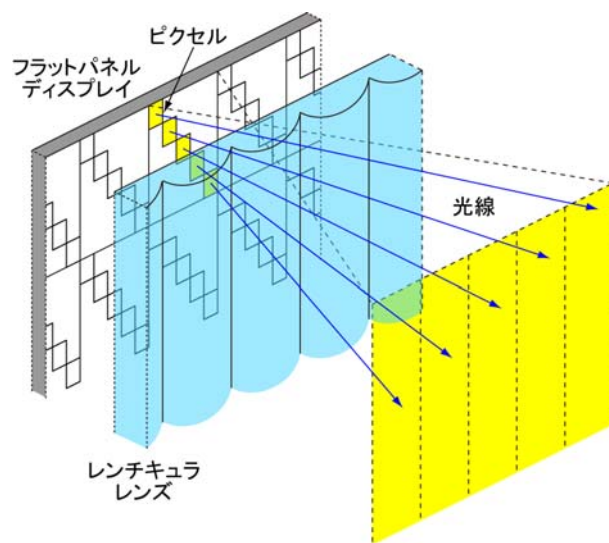 ピクセル
フラットパネル
ディスプレイ
光線
レンチキュラ
レンズ